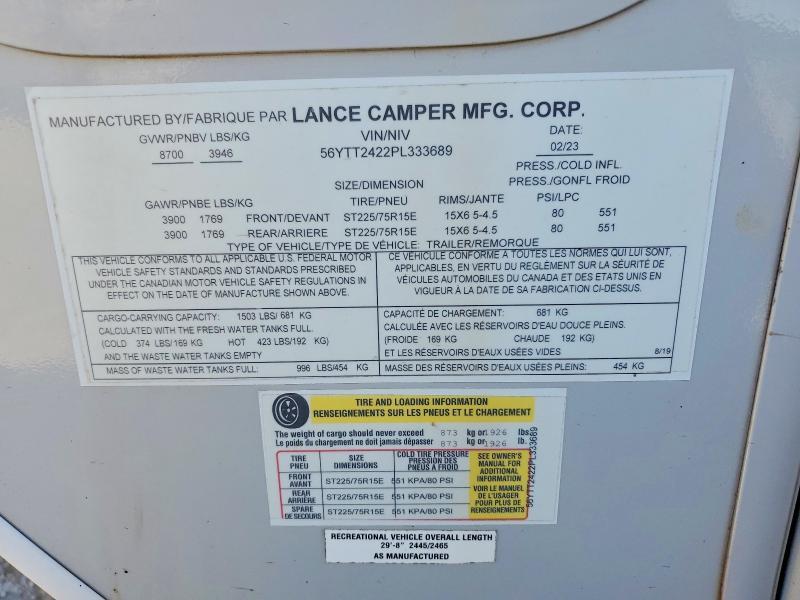 MANUFACTURED BY/FABRIQUE PAR LANCE CAMPER MFG. CORP.
GVWR/PNBV LBS/KG VIN/NIV DATE:
8700 3946 56YTT2422PL333689 02/23
PRESS./COLD INFL.
SIZE/DIMENSION PRESS./GONFL FROID
GAWR/PNBE LBS/KG TIRE/PNEU RIMS/JANTE PSI/LPC
3900 1769 FRONT/DEVANT ST225/75R15E 15X6 5-4.5 80 551
3900 1769 REAR/ARRIERE ST225/75R15E 15X6 5-4.5 80 551
TYPE OF VEHICLE/TYPE DE VÉHICULE: TRAILER/REMORQUE
THIS VEHICLE CONFORMS TO ALL APPLICABLE U.S. FEDERAL MOTOR
VEHICLE SAFETY STANDARDS AND STANDARDS PRESCRIBED
UNDER THE CANADIAN MOTOR VEHICLE SAFETY REGULATIONS IN
EFFECT ON THE DATE OF MANUFACTURE SHOWN ABOVE.
CE VEHICULE CONFORME A TOUTES LES NORMES QUI LUI SONT,
APPLICABLES, EN VERTU DU REGLEMENT SUR LA SÉURITÉ DE
VÉICULES AUTOMOBILES DU CANADA ET DES ETATS UNIS EN
VIGUEUR À LA DATE DE SA FABRICATION CI-DESSUS.
CARGO-CARRYING CAPACITY: 1503 LBS/ 681 KG
CALCULATED WITH THE FRESH WATER TANKS FULL.
(COLD 374 LBS/169 KG HOT 423 LBS/192 KG)
AND THE WASTE WATER TANKS EMPTY
MASS OF WASTE WATER TANKS FULL: 996 LBS/454 KG
CAPACITÉ DE CHARGEMENT: 681 KG
CALCULÉE AVEC LES RÉSERVOIRS D'EAU DOUCE PLEINS.
(FROIDE 169 KG CHAUDE 192 KG)
ET LES RÉSERVOIRS D'EAUX USÉES VIDES 8/19
MASSE DES RÉSERVOIRS D'EAUX USÉES PLEINS: 454 KG
TIRE AND LOADING INFORMATION
RENSEIGNEMENTS SUR LES PNEUS ET LE CHARGEMENT
The weight of cargo should never exceed 873 kg or 1926 lbs.
Le poids du chargement ne doit jamais dépasser 873 kg or 1926 lb.
TIRE PNEU
SIZE DIMENSIONS
COLD TIRE PRESSURE
PRESSION DES
PNEUS A FROID
FRONT AVANT ST225/75R15E 551 KPA/80 PSI
REAR ARRIÈRE ST225/75R15E 551 KPA/80 PSI
SPARE DE SECOURS ST225/75R15E 551 KPA/80 PSI
SEE OWNER'S
MANUAL FOR
ADDITIONAL
INFORMATION
VOIR LE MANUEL
DE L'USAGER
POUR PLUS DE
RENSEIGNEMENTS
56YTT2422PL333689
RECREATIONAL VEHICLE OVERALL LENGTH
29'-8" 2445/2465
AS MANUFACTURED